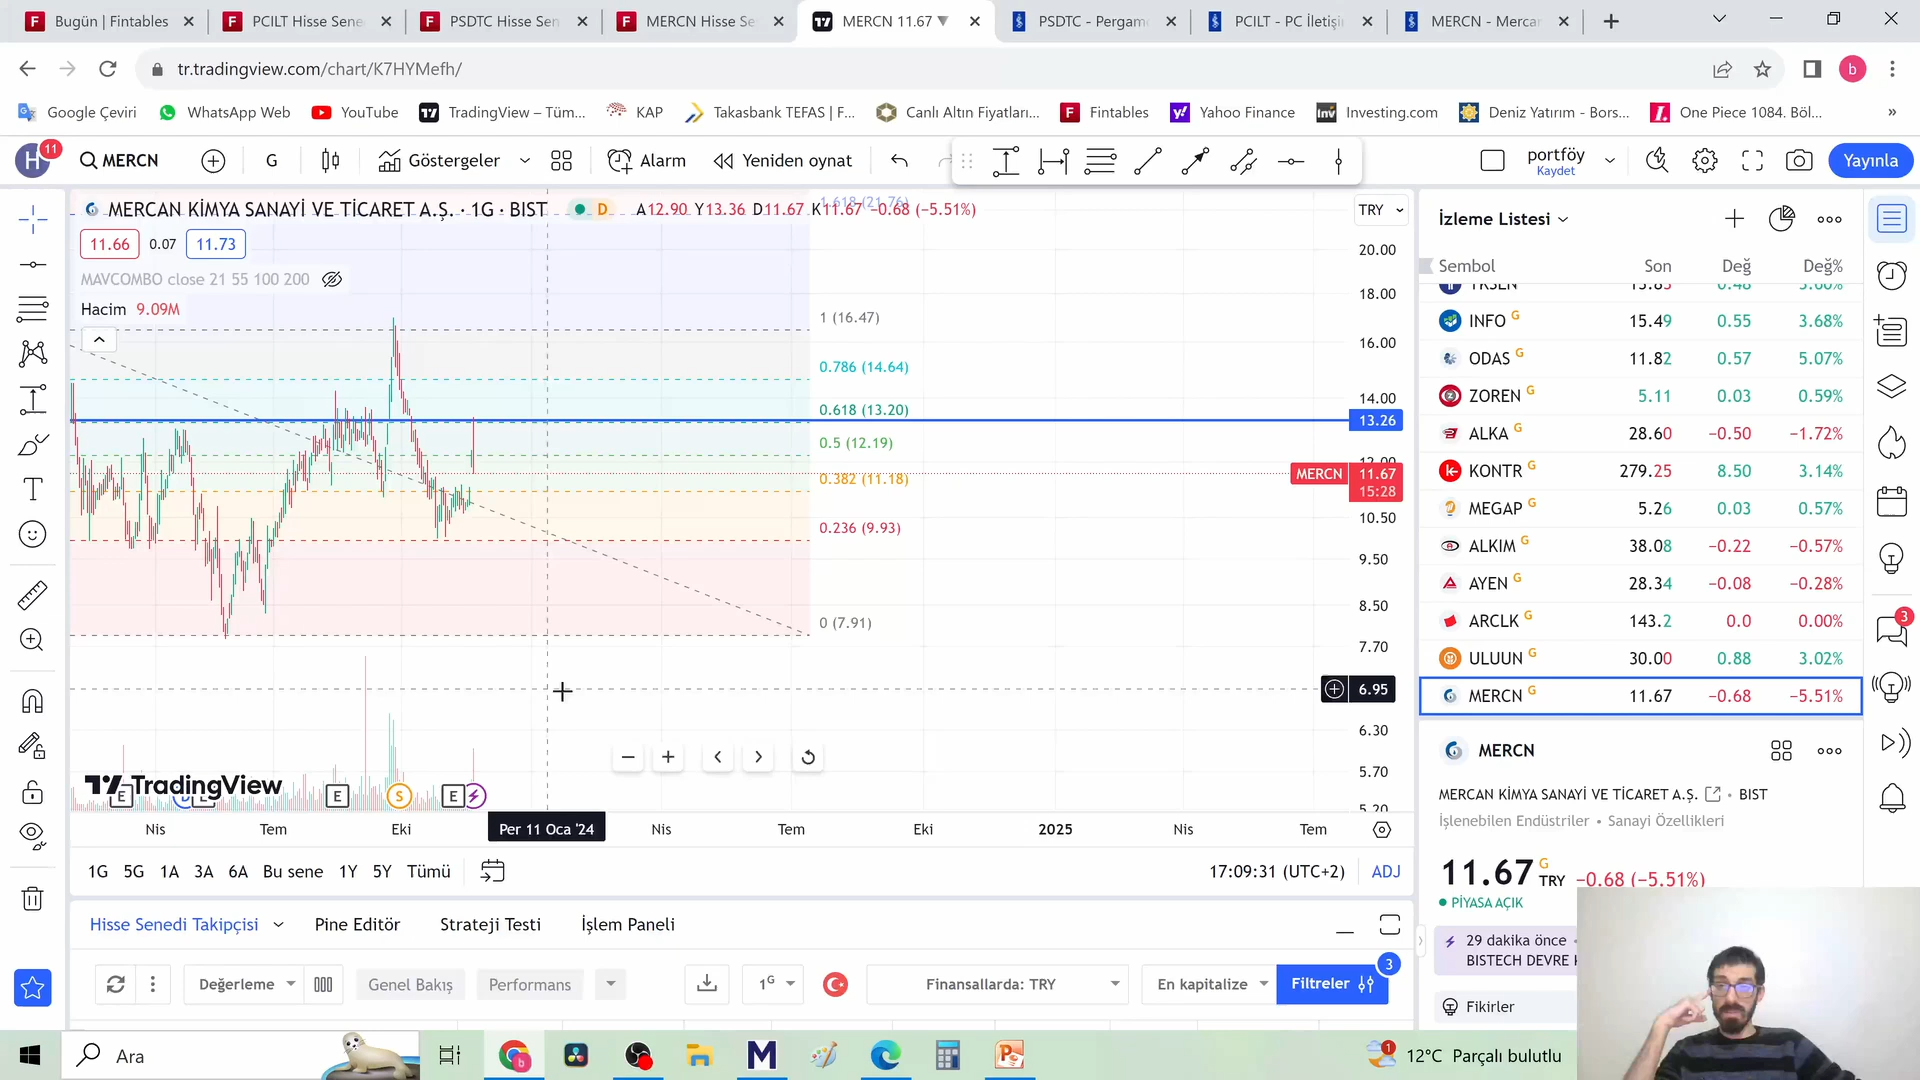 Bugün | Fintables
PCILT Hisse Sene
PSDTC Hisse Sen
MERCN Hisse Se
MERCN 11.67 ▼
PSDTC - Pergam
PCILT - PC İletişi
MERCN - Merca
tr.tradingview.com/chart/K7HYMefh/
b
Google Çeviri
WhatsApp Web
YouTube
TradingView – Tüm...
KAP
Takasbank TEFAS | F...
Canlı Altın Fiyatları...
Fintables
Yahoo Finance
Investing.com
Deniz Yatırım - Bors...
One Piece 1084. Böl...
»
H 11
MERCN
G
Göstergeler
Alarm
Yeniden oynat
portföy
Kaydet
Yayınla
MERCAN KİMYA SANAYİ VE TİCARET A.Ş. · 1G · BIST
D
A12.90 Y13.36 D11.67 K11.67 −0.68 (−5.51%)
1.618 (21.76)
11.66 0.07 11.73
MAVCOMBO close 21 55 100 200
Hacim 9.09M
1 (16.47)
0.786 (14.64)
0.618 (13.20)
0.5 (12.19)
0.382 (11.18)
0.236 (9.93)
0 (7.91)
TRY
20.00
18.00
16.00
14.00
13.26
12.00
MERCN 11.67
15:28
10.50
9.50
8.50
7.70
6.95
6.30
5.70
5.20
TradingView
E
E
S
E
Nis
Tem
Eki
Per 11 Oca '24
Nis
Tem
Eki
2025
Nis
Tem
1G 5G 1A 3A 6A Bu sene 1Y 5Y Tümü
17:09:31 (UTC+2)
ADJ
Hisse Senedi Takipçisi
Pine Editör
Strateji Testi
İşlem Paneli
Değerleme
Genel Bakış
Performans
1G
Finansallarda: TRY
En kapitalize
Filtreler
3
İzleme Listesi
Sembol Son Değ Değ%
INFO G 15.49 0.55 3.68%
ODAS G 11.82 0.57 5.07%
ZOREN G 5.11 0.03 0.59%
ALKA G 28.60 −0.50 −1.72%
KONTR G 279.25 8.50 3.14%
MEGAP G 5.26 0.03 0.57%
ALKIM G 38.08 −0.22 −0.57%
AYEN G 28.34 −0.08 −0.28%
ARCLK G 143.2 0.0 0.00%
ULUUN G 30.00 0.88 3.02%
MERCN G 11.67 −0.68 −5.51%
MERCN
MERCAN KİMYA SANAYİ VE TİCARET A.Ş. • BIST
İşlenebilen Endüstriler • Sanayi Özellikleri
11.67 G TRY −0.68 (−5.51%)
PİYASA AÇIK
29 dakika önce
BISTECH DEVRE
Fikirler
3
Ara
b
1
12°C Parçalı bulutlu